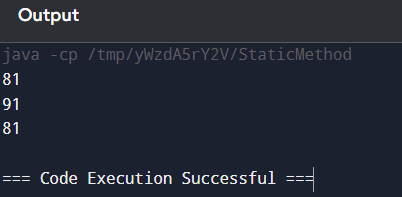 Output
java -cp /tmp/yWzdA5rY2V/StaticMethod
81
91
81
=== Code Execution Successful ===